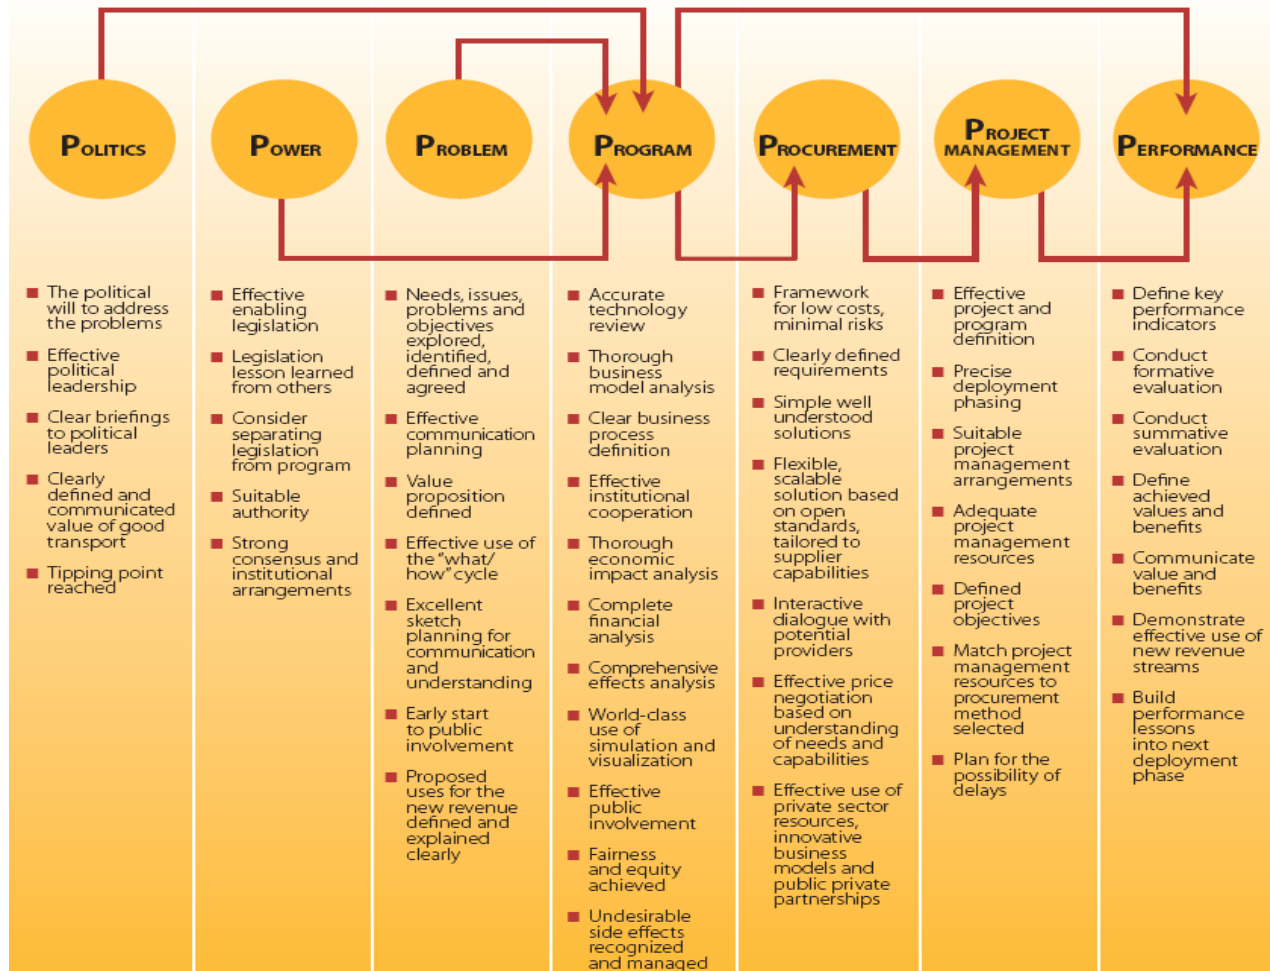 POLITICS
POWER
PROBLEM
PROGRAM
PROCUREMENT
PROJECT
MANAGEMENT
PERFORMANCE
The political
will to address
the problems
Effective
political
leadership
Clear briefings
to political
leaders
Clearly
defined and
communicated
value of good
transport
Tipping point
reached
Effective
enabling
legislation
Legislation
lesson learned
from others
Consider
separating
legislation
from program
Suitable
authority
Strong
consensus and
institutional
arrangements
Needs, issues,
problems and
objectives
explored,
identified,
defined and
agreed
Effective
communication
planning
Value
proposition
defined
Effective use of
the "what/
how" cycle
Excellent
sketch
planning for
communication
and
understanding
Early start
to public
involvement
Proposed
uses for the
new revenue
defined and
explained
clearly
Accurate
technology
review
Thorough
business
model analysis
Clear business
process
definition
Effective
institutional
cooperation
Thorough
economic
impact analysis
Complete
financial
analysis
Comprehensive
effects analysis
World-class
use of
simulation and
visualization
Effective
public
involvement
Fairness
and equity
achieved
Undesirable
side effects
recognized
and managed
Framework
for low costs,
minimal risks
Clearly defined
requirements
Simple well
understood
solutions
Flexible,
scalable
solution based
on open
standards,
tailored to
supplier
capabilities
Interactive
dialogue with
potential
providers
Effective price
negotiation
based on
understanding
of needs and
capabilities
Effective use of
private sector
resources,
innovative
business
models and
public private
partnerships
Effective
project and
program
definition
Precise
deployment
phasing
Suitable
project
management
arrangements
Adequate
project
management
resources
Defined
project
objectives
Match project
management
resources to
procurement
method
selected
Plan for the
possibility of
delays
Define key
performance
indicators
Conduct
formative
evaluation
Conduct
summative
evaluation
Define
achieved
values and
benefits
Communicate
value and
benefits
Demonstrate
effective use of
new revenue
streams
Build
performance
lessons
into next
deployment
phase